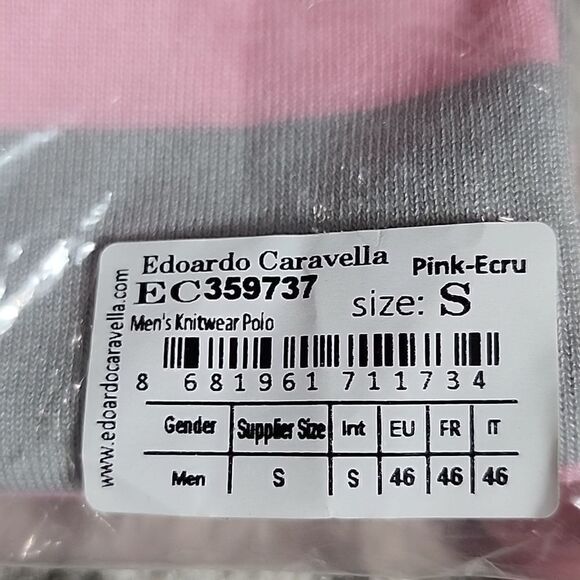 www.edoardocaravella.com
Edoardo Caravella
Pink-Ecru
EC359737
size: S
Men's Knitwear Polo
8 681961 711734
Gender Supplier Size Int EU FR IT
Men S S 46 46 46